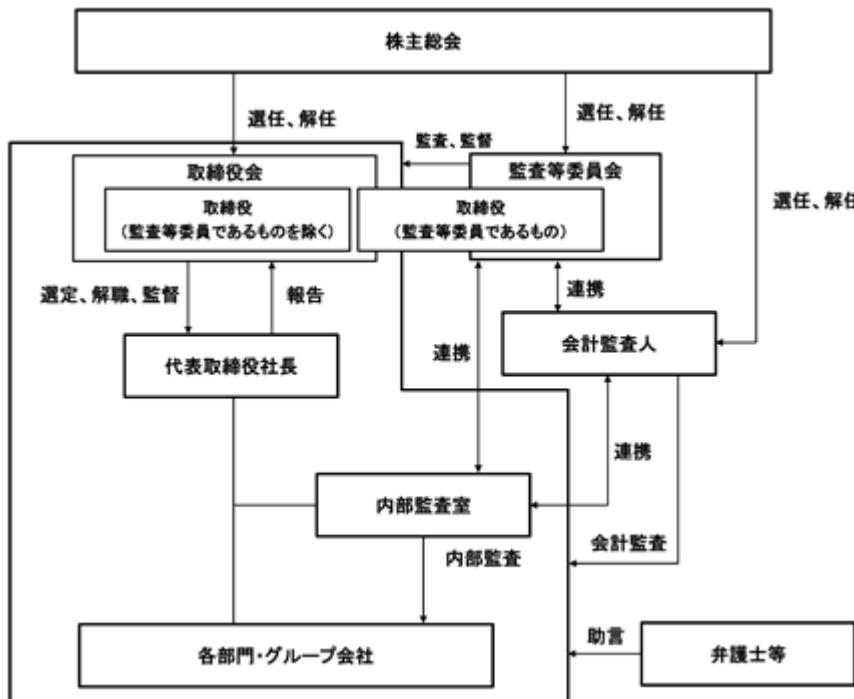 株主総会
選任、解任
選任、解任
監査、監督
取締役会
監査等委員会
選任、解任
取締役
(監査等委員であるものを除く)
取締役
(監査等委員であるもの)
選定、解職、監督
報告
連携
連携
会計監査人
代表取締役社長
連携
内部監査室
会計監査
内部監査
各部門・グループ会社
助言
弁護士等